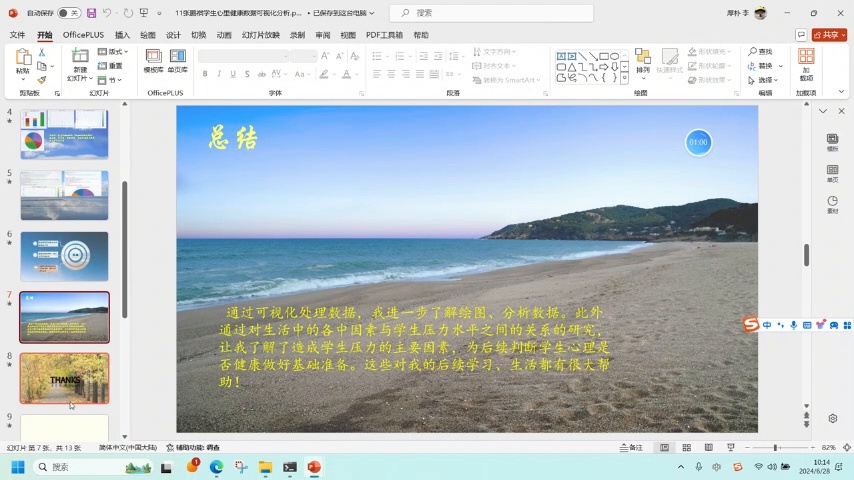 自动保存 关 11张鹏祺学生心里健康数据可视化分析.p... • 已保存到这台电脑 搜索 厚朴 李
文件 开始 OfficePLUS 插入 绘图 设计 切换 动画 幻灯片放映 录制 审阅 视图 PDF工具箱 帮助 共享
粘贴 新建 幻灯片 版式 重置 节 模板库 单页库 文字方向 对齐文本 转换为 SmartArt 排列 快速样式 形状填充 形状轮廓 形状效果 查找 替换 选择 加载项
剪贴板 幻灯片 OfficePLUS 字体 段落 绘图 编辑 加载项
4
5
6
7
8
THANKS
9
总结
01:00
通过可视化处理数据，我进一步了解绘图、分析数据。此外
通过对生活中的各中因素与学生压力水平之间的关系的研究，
让我了解了造成学生压力的主要因素，为后续判断学生心理是
否健康做好基础准备。这些对我的后续学习、生活都有很大帮
助！
模板
单页
素材
中
幻灯片 第 7 张，共 13 张 简体中文(中国大陆) 辅助功能: 调查 备注 82%
搜索 1 10:14
2024/6/28